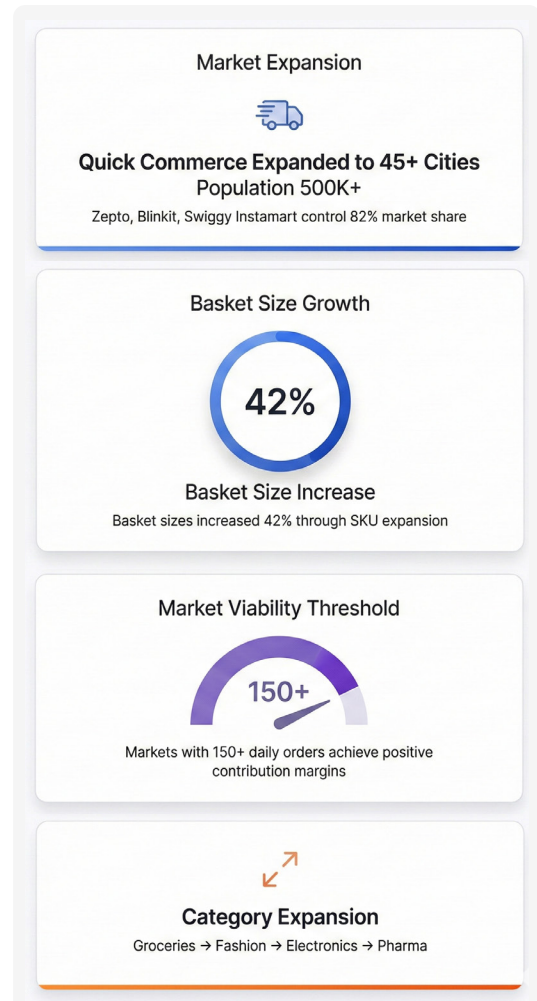 Market Expansion
Quick Commerce Expanded to 45+ Cities
Population 500K+
Zepto, Blinkit, Swiggy Instamart control 82% market share
Basket Size Growth
42%
Basket Size Increase
Basket sizes increased 42% through SKU expansion
Market Viability Threshold
150+
Markets with 150+ daily orders achieve positive
contribution margins
Category Expansion
Groceries → Fashion → Electronics → Pharma